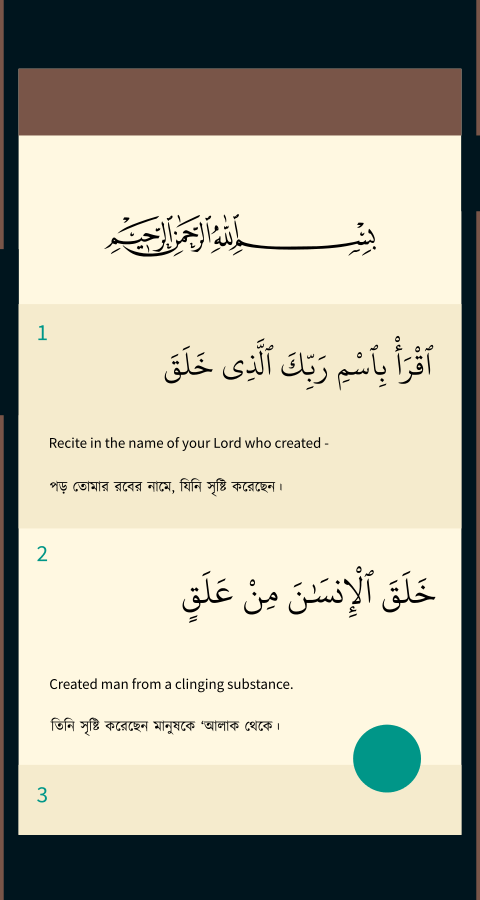 بِسْمِ ٱللَّهِ ٱلرَّحْمَٰنِ ٱلرَّحِيمِ
1
ٱقْرَأْ بِٱسْمِ رَبِّكَ ٱلَّذِى خَلَقَ
Recite in the name of your Lord who created -
পড় তোমার রবের নামে, যিনি সৃষ্টি করেছেন।
2
خَلَقَ ٱلْإِنسَـٰنَ مِنْ عَلَقٍ
Created man from a clinging substance.
তিনি সৃষ্টি করেছেন মানুষকে ‘আলাক থেকে।
3